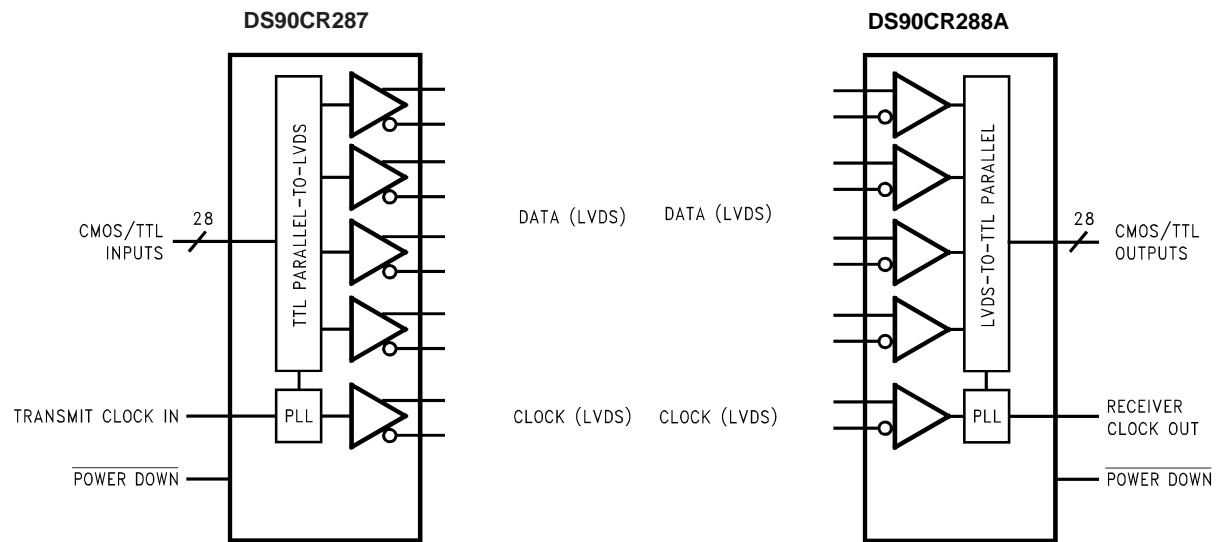 DS90CR287
DS90CR288A
TTL PARALLEL-TO-LVDS
LVDS-TO-TTL PARALLEL
28
CMOS/TTL
INPUTS
DATA (LVDS)
DATA (LVDS)
28
CMOS/TTL
OUTPUTS
TRANSMIT CLOCK IN
PLL
CLOCK (LVDS)
CLOCK (LVDS)
PLL
RECEIVER
CLOCK OUT
POWER DOWN
POWER DOWN